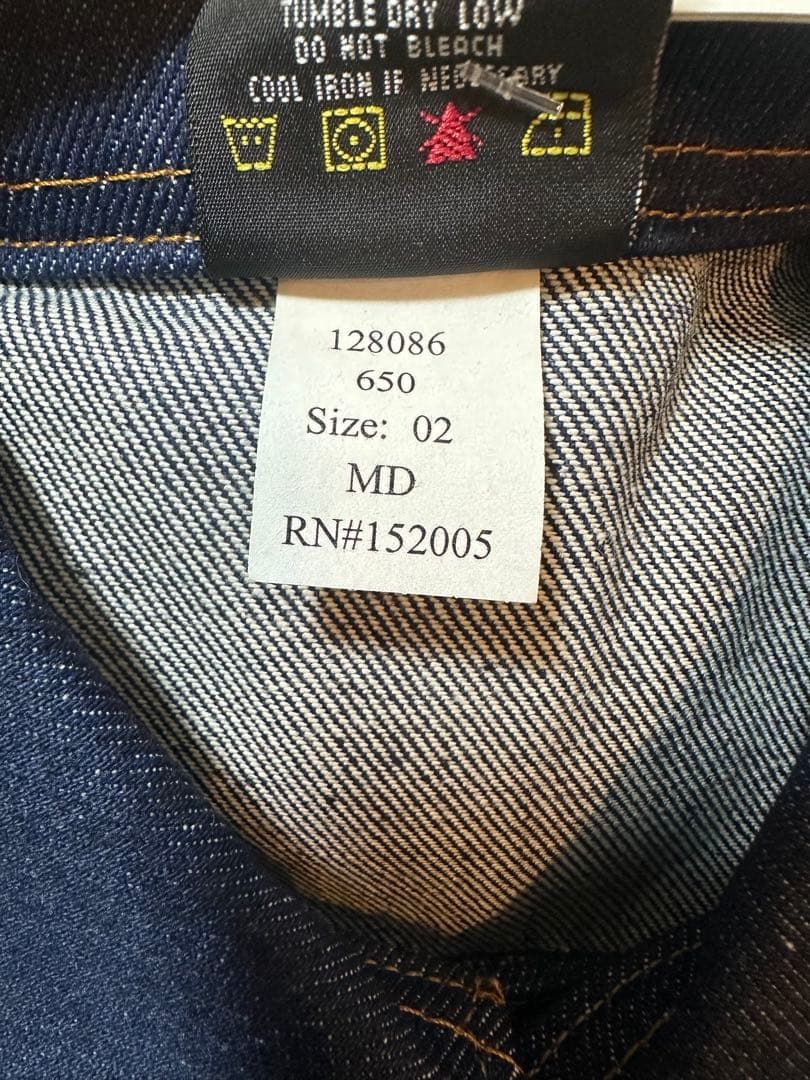 TUMBLE DRY LOW
DO NOT BLEACH
COOL IRON IF NECESSARY
128086
650
Size: 02
MD
RN#152005